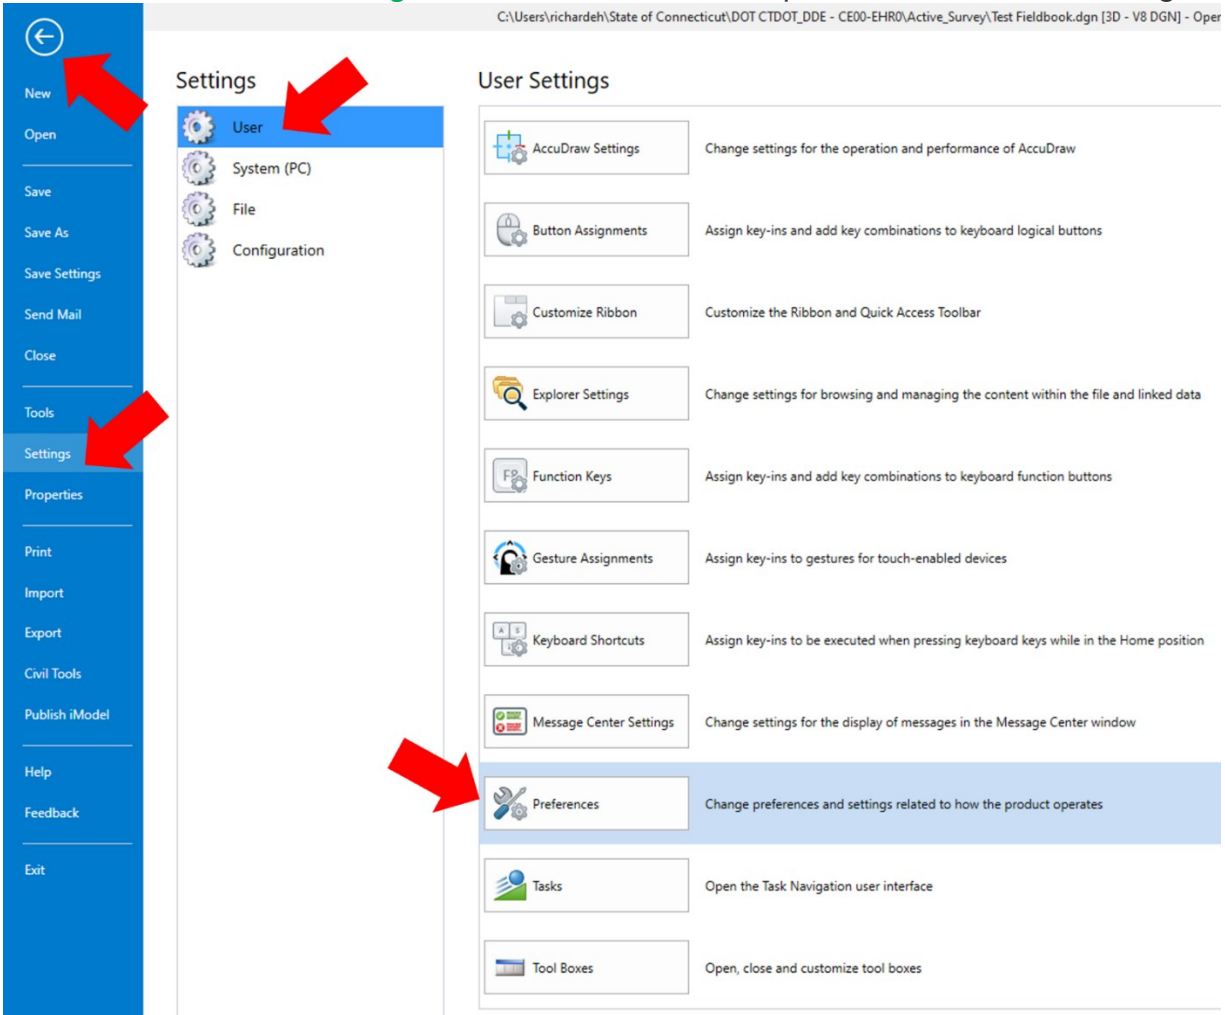 C:\Users\richardeh\State of Connecticut\DOT CTDOT_DDE - CE00-EHR0\Active_Survey\Test Fieldbook.dgn [3D - V8 DGN] - Oper
New
Open
Save
Save As
Save Settings
Send Mail
Close
Tools
Settings
Properties
Print
Import
Export
Civil Tools
Publish iModel
Help
Feedback
Exit
Settings
User
System (PC)
File
Configuration
User Settings
AccuDraw Settings
Change settings for the operation and performance of AccuDraw
Button Assignments
Assign key-ins and add key combinations to keyboard logical buttons
Customize Ribbon
Customize the Ribbon and Quick Access Toolbar
Explorer Settings
Change settings for browsing and managing the content within the file and linked data
Function Keys
Assign key-ins and add key combinations to keyboard function buttons
Gesture Assignments
Assign key-ins to gestures for touch-enabled devices
Keyboard Shortcuts
Assign key-ins to be executed when pressing keyboard keys while in the Home position
Message Center Settings
Change settings for the display of messages in the Message Center window
Preferences
Change preferences and settings related to how the product operates
Tasks
Open the Task Navigation user interface
Tool Boxes
Open, close and customize tool boxes